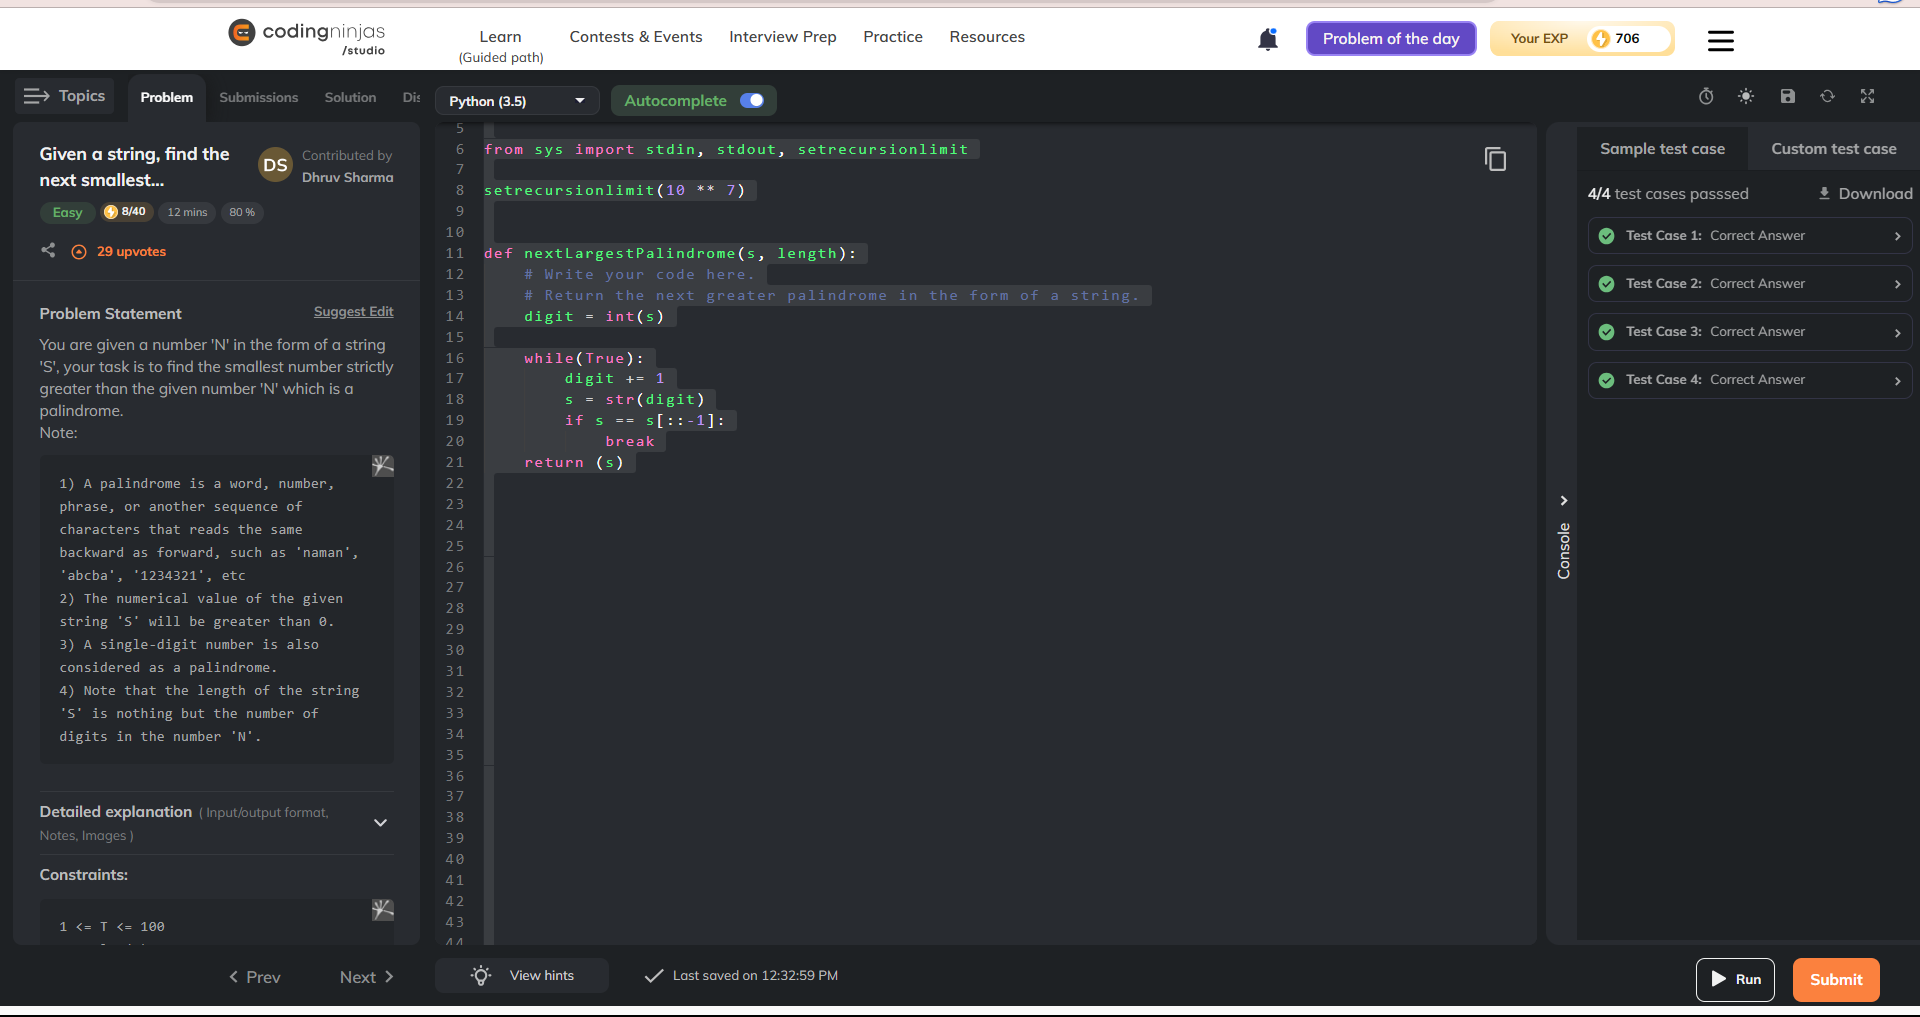 codingninjas
/studio
Learn
(Guided path)
Contests & Events
Interview Prep
Practice
Resources
Problem of the day
Your EXP
706
Topics
Problem
Submissions
Solution
Dis
Python (3.5)
Autocomplete
Given a string, find the
next smallest...
DS
Contributed by
Dhruv Sharma
Easy
8/40
12 mins
80 %
29 upvotes
Problem Statement
Suggest Edit
You are given a number 'N' in the form of a string
'S', your task is to find the smallest number strictly
greater than the given number 'N' which is a
palindrome.
Note:
1) A palindrome is a word, number,
phrase, or another sequence of
characters that reads the same
backward as forward, such as 'naman',
'abcba', '1234321', etc
2) The numerical value of the given
string 'S' will be greater than 0.
3) A single-digit number is also
considered as a palindrome.
4) Note that the length of the string
'S' is nothing but the number of
digits in the number 'N'.
Detailed explanation ( Input/output format,
Notes, Images )
Constraints:
1 <= T <= 100
Prev
Next
5
6 from sys import stdin, stdout, setrecursionlimit
7
8 setrecursionlimit(10 ** 7)
9
10
11 def nextLargestPalindrome(s, length):
12     # Write your code here.
13     # Return the next greater palindrome in the form of a string.
14     digit = int(s)
15
16     while(True):
17         digit += 1
18         s = str(digit)
19         if s == s[::-1]:
20             break
21     return (s)
22
23
24
25
26
27
28
29
30
31
32
33
34
35
36
37
38
39
40
41
42
43
44
View hints
Last saved on 12:32:59 PM
Console
Sample test case
Custom test case
4/4 test cases passsed
Download
Test Case 1: Correct Answer
Test Case 2: Correct Answer
Test Case 3: Correct Answer
Test Case 4: Correct Answer
Run
Submit